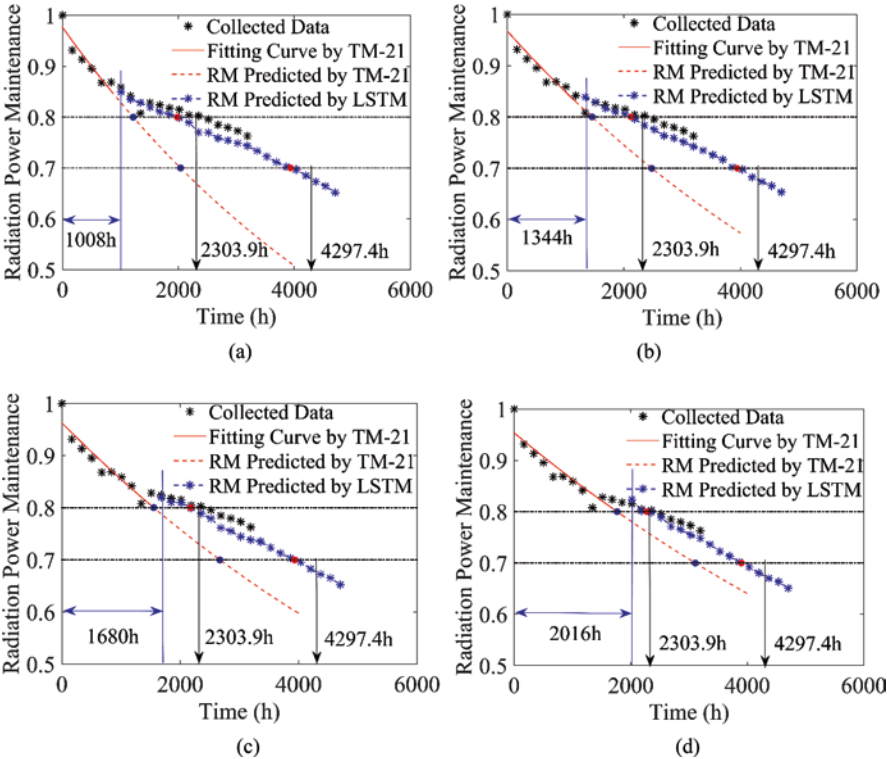 Radiation Power Maintenance
1
0.9
0.8
0.7
0.6
0.5
Collected Data
Fitting Curve by TM-21
RM Predicted by TM-21
RM Predicted by LSTM
1008h
2303.9h
4297.4h
0 2000 4000 6000
Time (h)
(a)
Radiation Power Maintenance
1
0.9
0.8
0.7
0.6
0.5
Collected Data
Fitting Curve by TM-21
RM Predicted by TM-21
RM Predicted by LSTM
1344h
2303.9h
4297.4h
0 2000 4000 6000
Time (h)
(b)
Radiation Power Maintenance
1
0.9
0.8
0.7
0.6
0.5
Collected Data
Fitting Curve by TM-21
RM Predicted by TM-21
RM Predicted by LSTM
1680h
2303.9h
4297.4h
0 2000 4000 6000
Time (h)
(c)
Radiation Power Maintenance
1
0.9
0.8
0.7
0.6
0.5
Collected Data
Fitting Curve by TM-21
RM Predicted by TM-21
RM Predicted by LSTM
2016h
2303.9h
4297.4h
0 2000 4000 6000
Time (h)
(d)